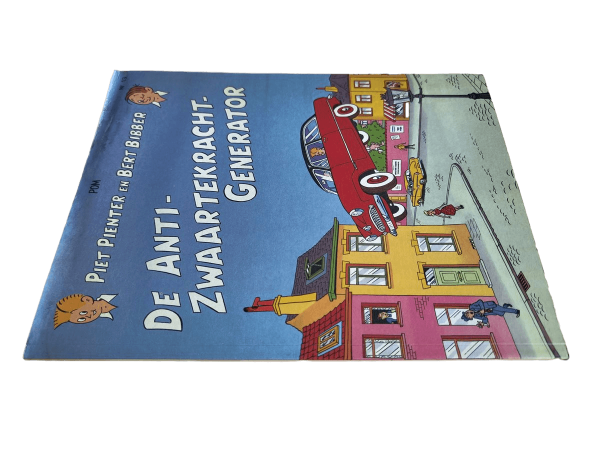 PIET PIENTER EN BERT BIBBER
POM
DE ANTI-
ZWAARTEKRACHT-
GENERATOR